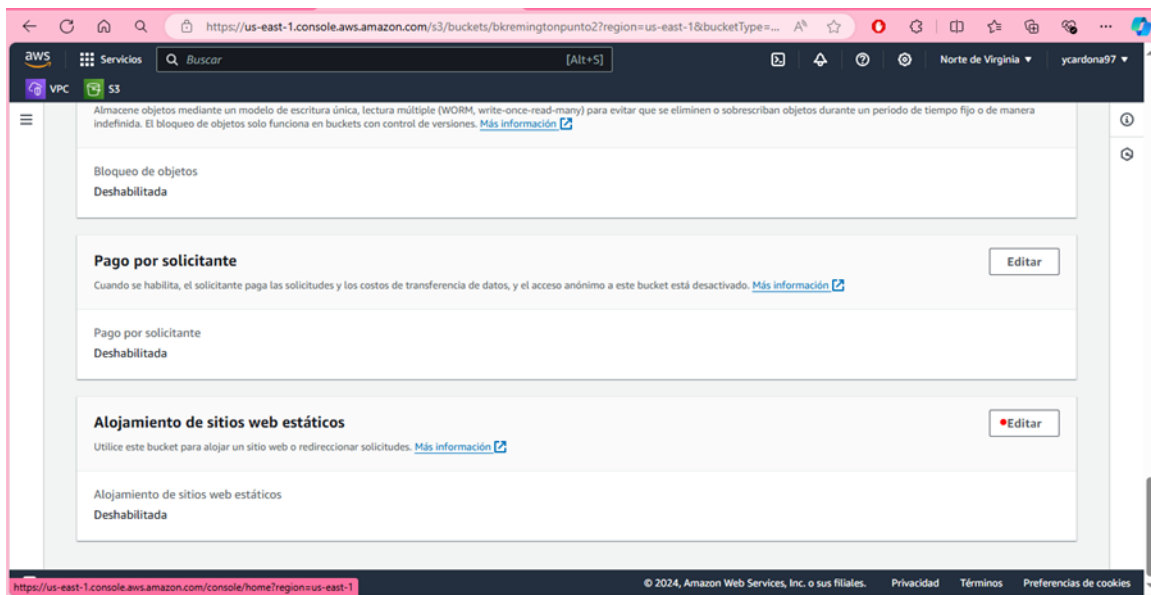 https://us-east-1.console.aws.amazon.com/s3/buckets/bkremingtonpunto2?region=us-east-1&bucketType=...
aws Servicios Buscar [Alt+S] Norte de Virginia ycardona97
VPC S3
Almacene objetos mediante un modelo de escritura única, lectura múltiple (WORM, write-once-read-many) para evitar que se eliminen o sobrescriban objetos durante un periodo de tiempo fijo o de manera
indefinida. El bloqueo de objetos solo funciona en buckets con control de versiones. Más información
Bloqueo de objetos
Deshabilitada
Pago por solicitante Editar
Cuando se habilita, el solicitante paga las solicitudes y los costos de transferencia de datos, y el acceso anónimo a este bucket está desactivado. Más información
Pago por solicitante
Deshabilitada
Alojamiento de sitios web estáticos Editar
Utilice este bucket para alojar un sitio web o redireccionar solicitudes. Más información
Alojamiento de sitios web estáticos
Deshabilitada
https://us-east-1.console.aws.amazon.com/console/home?region=us-east-1 © 2024, Amazon Web Services, Inc. o sus filiales. Privacidad Términos Preferencias de cookies